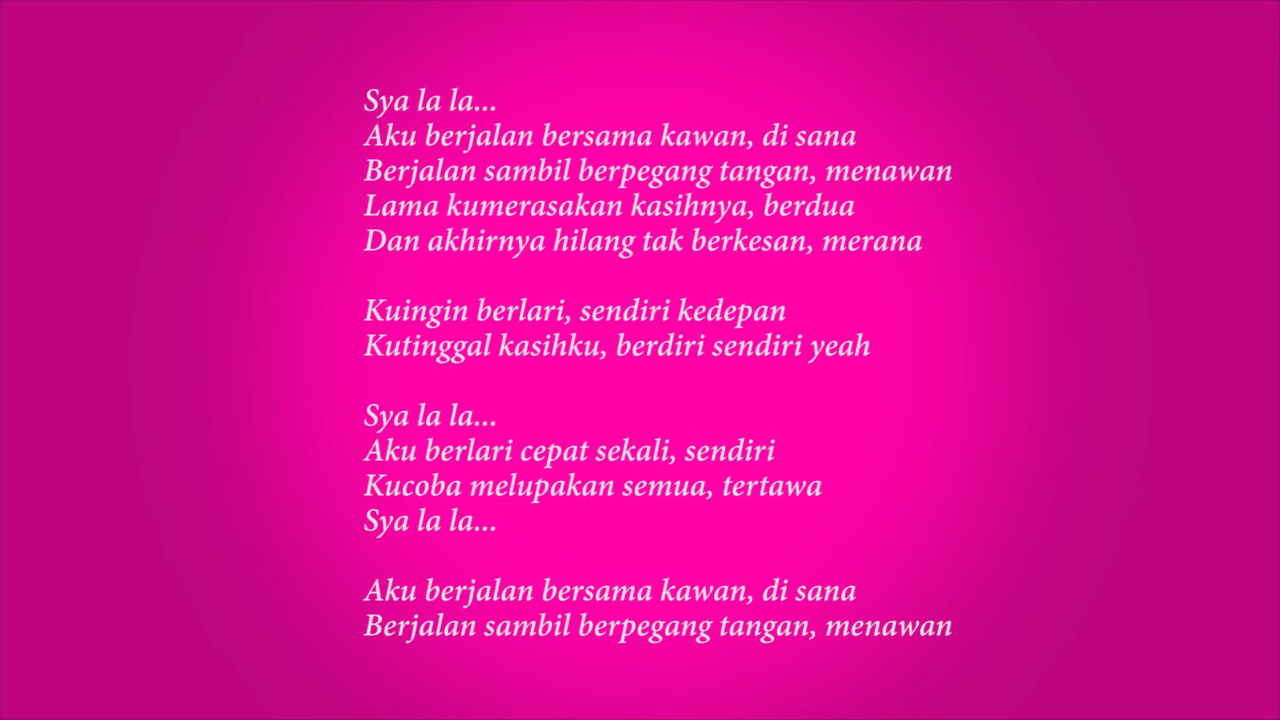 Sya la la...
Aku berjalan bersama kawan, di sana
Berjalan sambil berpegang tangan, menawan
Lama kumerasakan kasihnya, berdua
Dan akhirnya hilang tak berkesan, merana
Kuingin berlari, sendiri kedepan
Kutinggal kasihku, berdiri sendiri yeah
Sya la la...
Aku berlari cepat sekali, sendiri
Kucoba melupakan semua, tertawa
Sya la la...
Aku berjalan bersama kawan, di sana
Berjalan sambil berpegang tangan, menawan